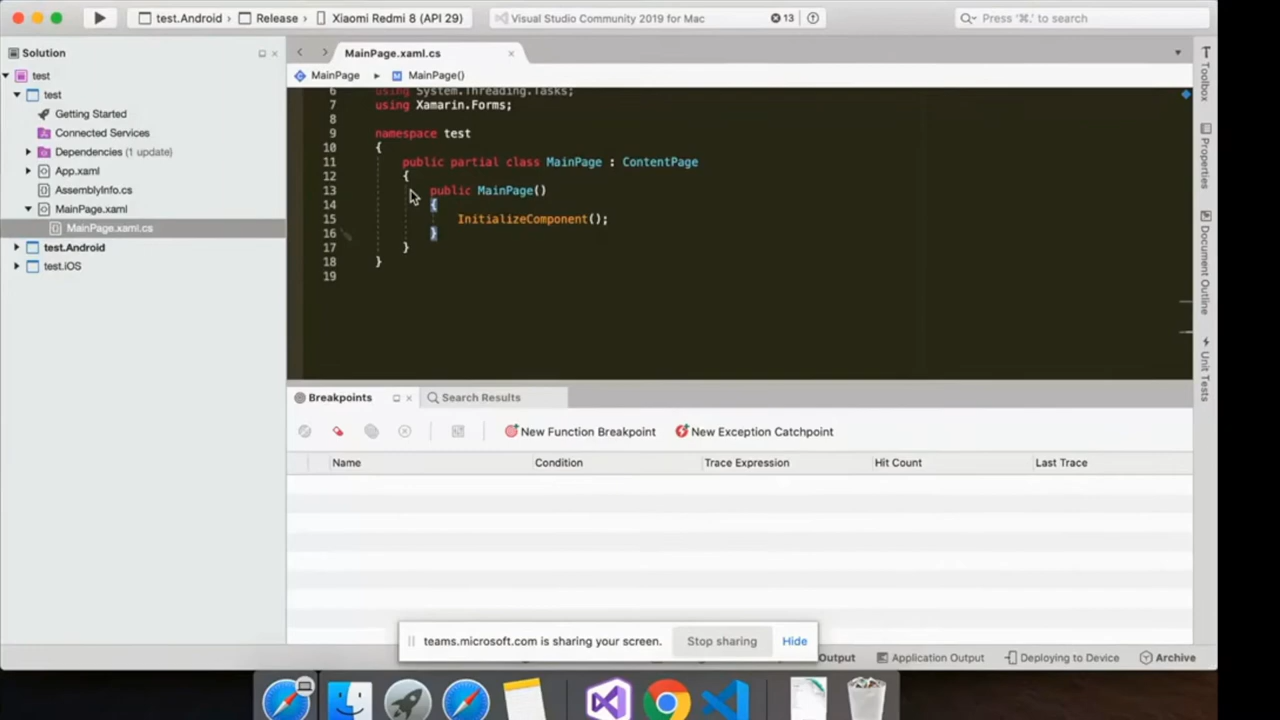 test.Android › Release › Xiaomi Redmi 8 (API 29)
Visual Studio Community 2019 for Mac
13
Press '⌘.' to search
Solution
test
test
Getting Started
Connected Services
Dependencies (1 update)
App.xaml
AssemblyInfo.cs
MainPage.xaml
MainPage.xaml.cs
test.Android
test.iOS
MainPage.xaml.cs
MainPage
MainPage()
6 using System.Threading.Tasks;
7 using Xamarin.Forms;
8
9 namespace test
10 {
11 public partial class MainPage : ContentPage
12 {
13 public MainPage()
14 {
15 InitializeComponent();
16 }
17 }
18 }
19
Toolbox
Properties
Document Outline
Unit Tests
Breakpoints
Search Results
New Function Breakpoint
New Exception Catchpoint
Name Condition Trace Expression Hit Count Last Trace
teams.microsoft.com is sharing your screen.
Stop sharing
Hide
Output
Application Output
Deploying to Device
Archive